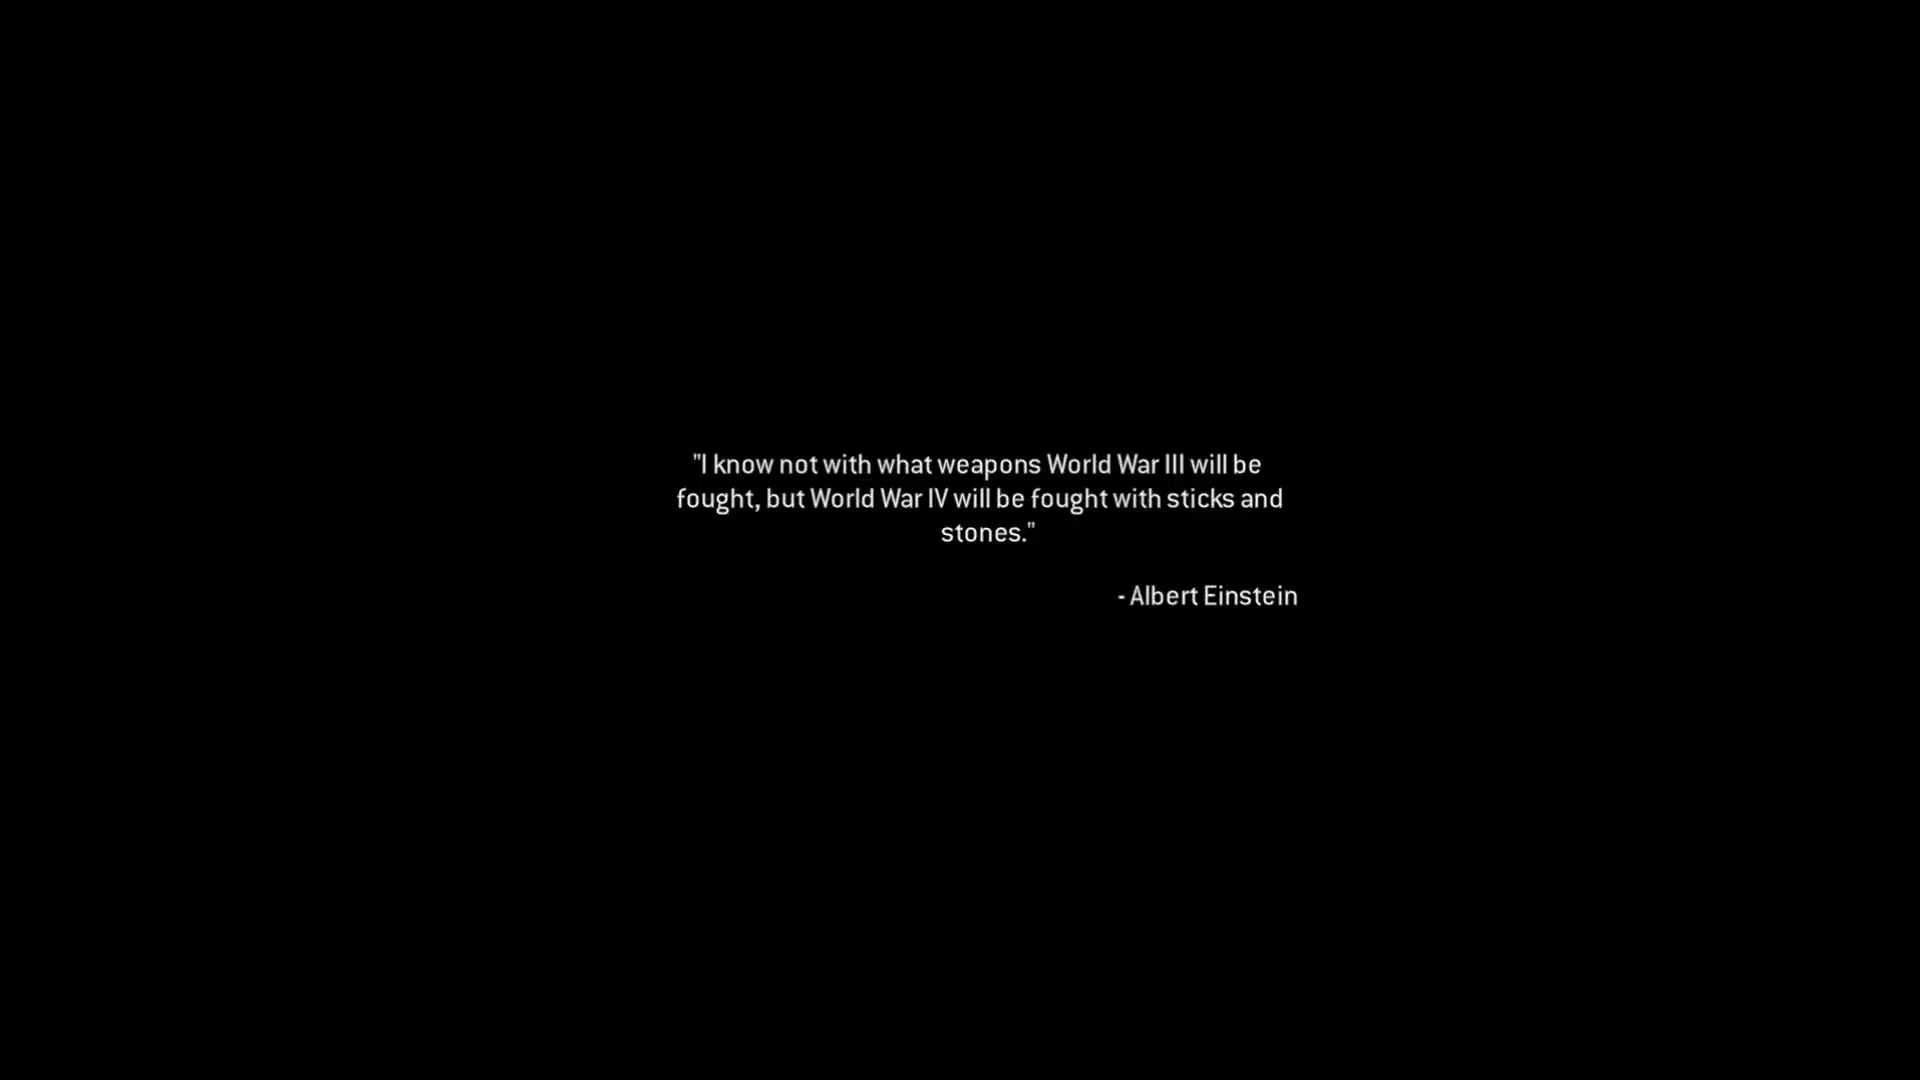 "I know not with what weapons World War III will be
fought, but World War IV will be fought with sticks and
stones."
- Albert Einstein